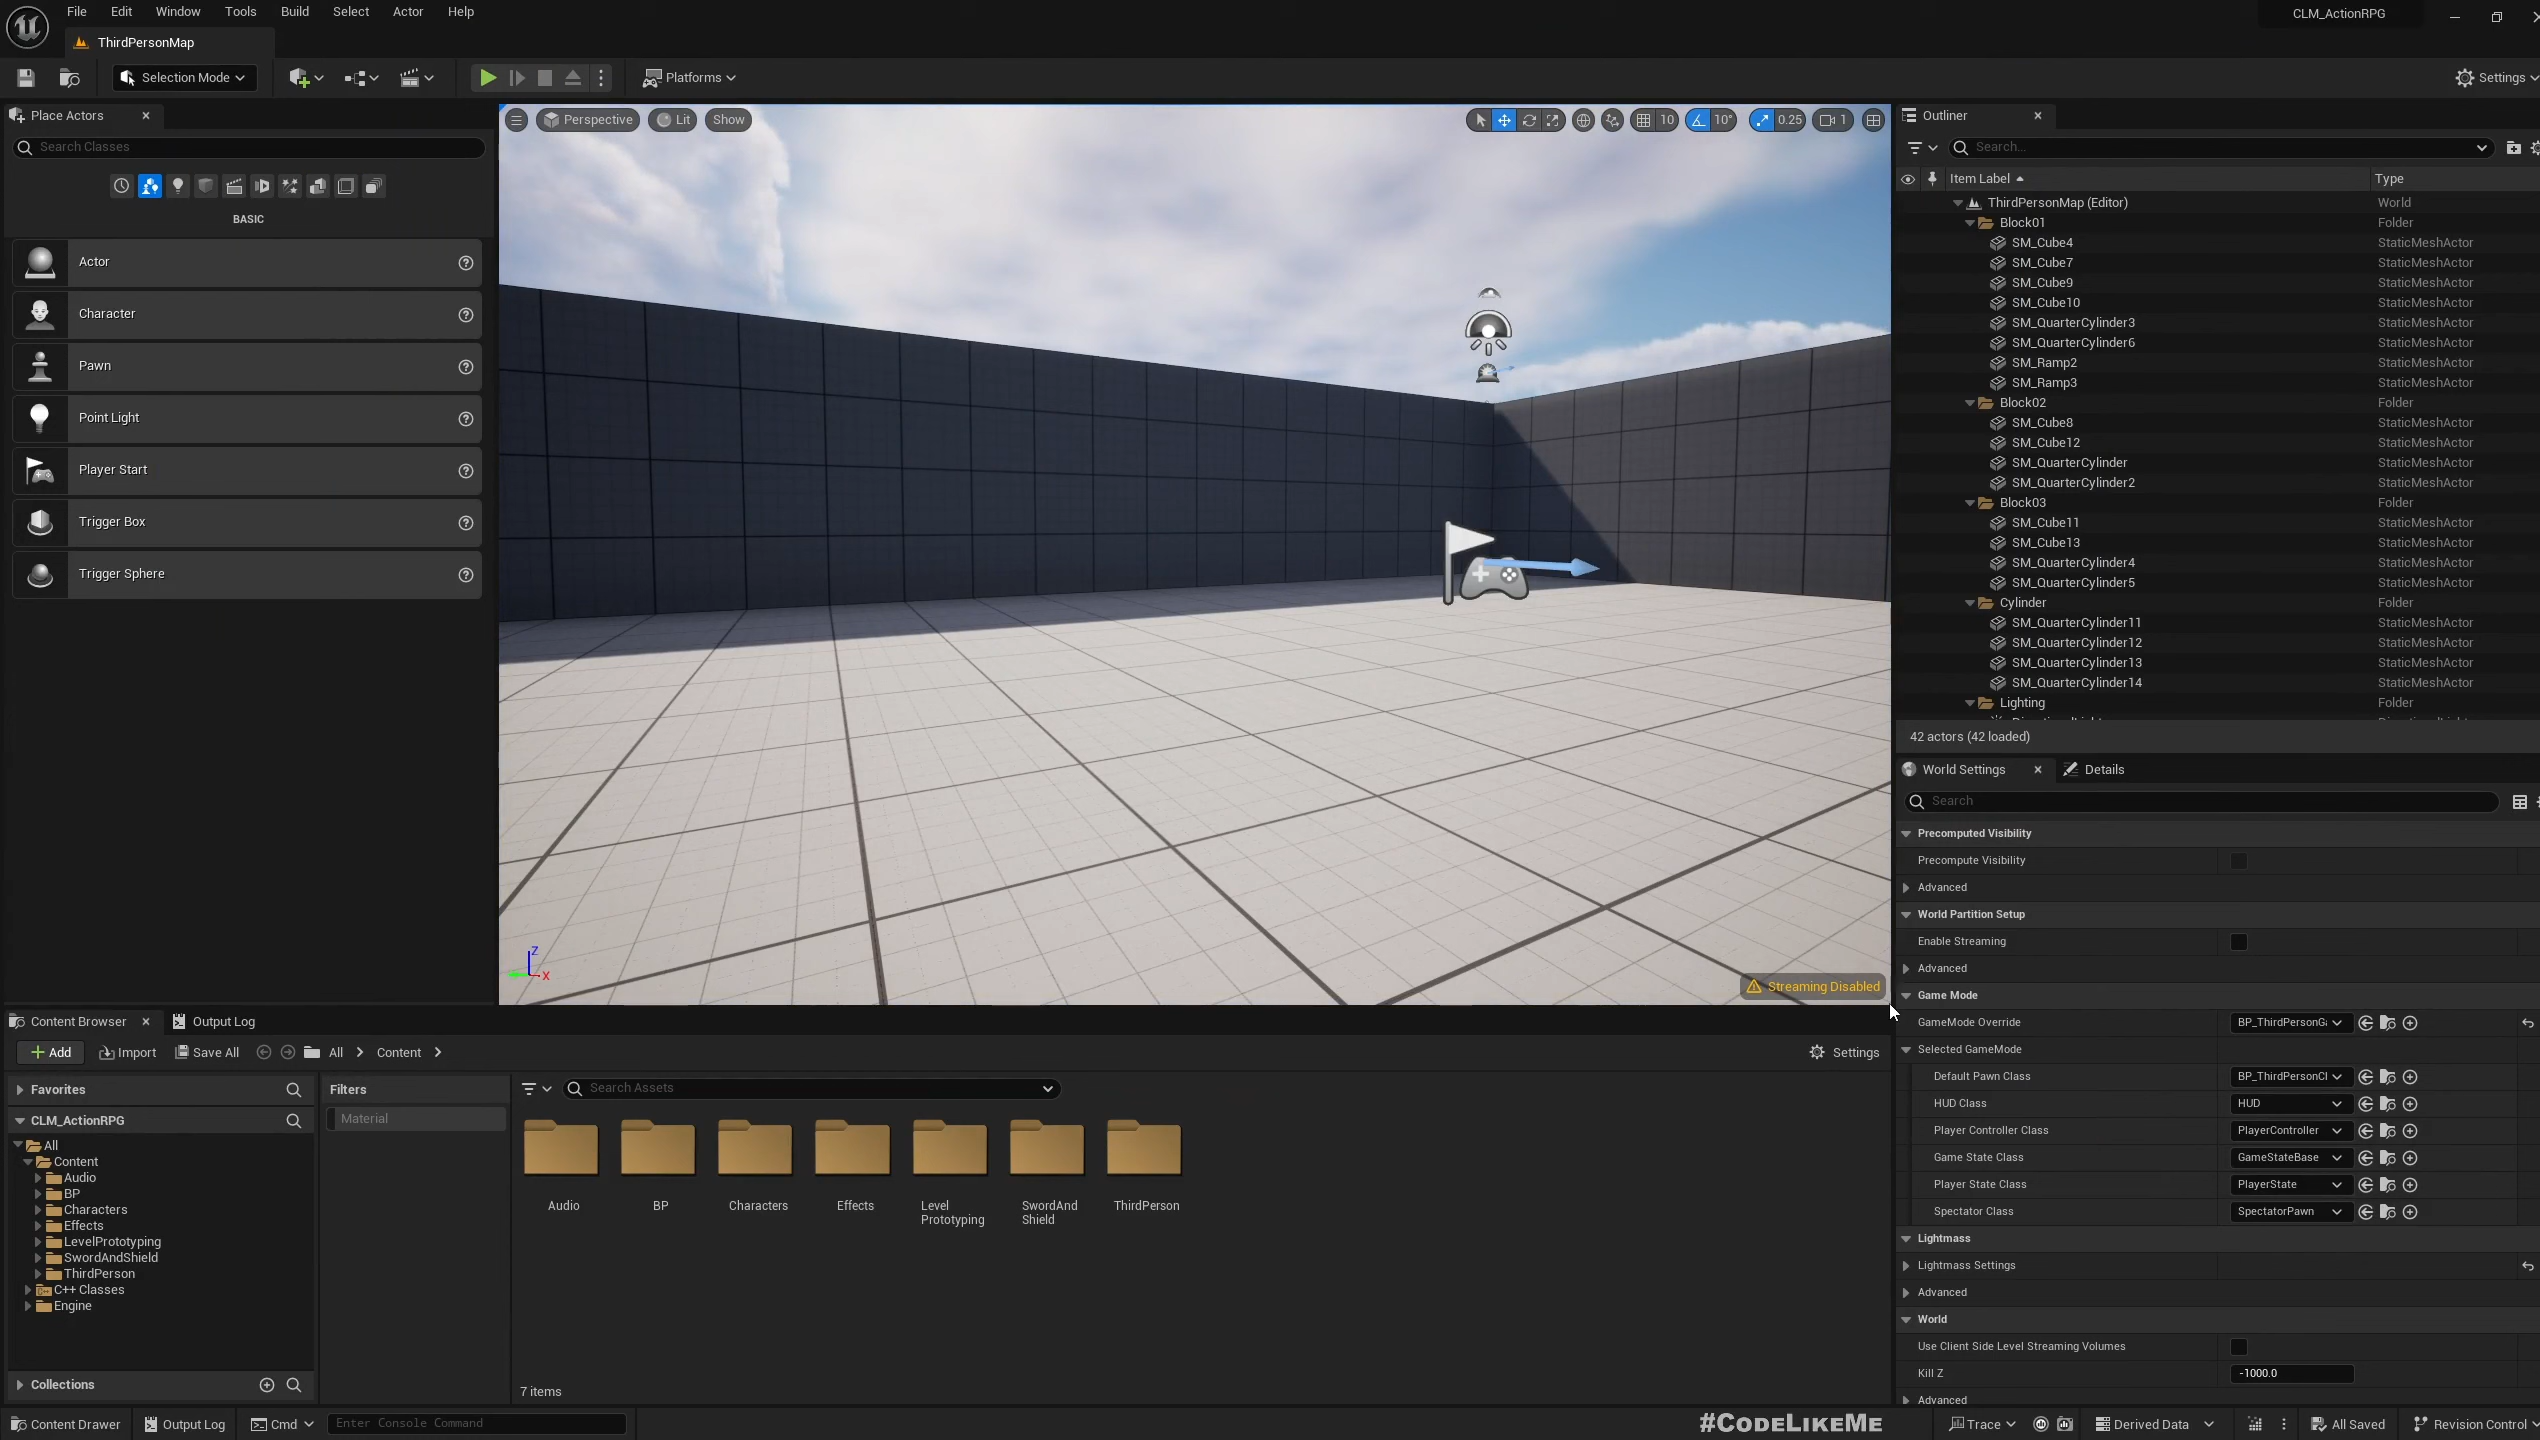 File Edit Window Tools Build Select Actor Help
CLM_ActionRPG
ThirdPersonMap
Selection Mode
Platforms
Settings
Place Actors
Search Classes
BASIC
Actor
Character
Pawn
Point Light
Player Start
Trigger Box
Trigger Sphere
Perspective Lit Show
10 10° 0.25 1
Z
X
Streaming Disabled
Outliner
Search...
Item Label Type
ThirdPersonMap (Editor) World
Block01 Folder
SM_Cube4 StaticMeshActor
SM_Cube7 StaticMeshActor
SM_Cube9 StaticMeshActor
SM_Cube10 StaticMeshActor
SM_QuarterCylinder3 StaticMeshActor
SM_QuarterCylinder6 StaticMeshActor
SM_Ramp2 StaticMeshActor
SM_Ramp3 StaticMeshActor
Block02 Folder
SM_Cube8 StaticMeshActor
SM_Cube12 StaticMeshActor
SM_QuarterCylinder StaticMeshActor
SM_QuarterCylinder2 StaticMeshActor
Block03 Folder
SM_Cube11 StaticMeshActor
SM_Cube13 StaticMeshActor
SM_QuarterCylinder4 StaticMeshActor
SM_QuarterCylinder5 StaticMeshActor
Cylinder Folder
SM_QuarterCylinder11 StaticMeshActor
SM_QuarterCylinder12 StaticMeshActor
SM_QuarterCylinder13 StaticMeshActor
SM_QuarterCylinder14 StaticMeshActor
Lighting Folder
42 actors (42 loaded)
World Settings Details
Search
Precomputed Visibility
Precompute Visibility
Advanced
World Partition Setup
Enable Streaming
Advanced
Game Mode
GameMode Override BP_ThirdPersonGa
Selected GameMode
Default Pawn Class BP_ThirdPersonCl
HUD Class HUD
Player Controller Class PlayerController
Game State Class GameStateBase
Player State Class PlayerState
Spectator Class SpectatorPawn
Lightmass
Lightmass Settings
Advanced
World
Use Client Side Level Streaming Volumes
Kill Z -1000.0
Advanced
Content Browser Output Log
Add Import Save All All Content
Settings
Favorites
CLM_ActionRPG
All
Content
Audio
BP
Characters
Effects
LevelPrototyping
SwordAndShield
ThirdPerson
C++ Classes
Engine
Collections
Filters
Material
Search Assets
Audio
BP
Characters
Effects
Level
Prototyping
SwordAnd
Shield
ThirdPerson
7 items
Content Drawer Output Log Cmd Enter Console Command
#CodeLikeMe
Trace Derived Data All Saved Revision Control